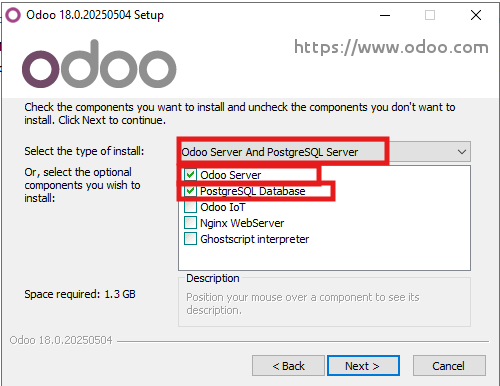 Odoo 18.0.20250504 Setup
odoo
https://www.odoo.com
Check the components you want to install and uncheck the components you don't want to
install. Click Next to continue.
Select the type of install:
Odoo Server And PostgreSQL Server
Or, select the optional
components you wish to
install:
Odoo Server
PostgreSQL Database
Odoo IoT
Nginx WebServer
Ghostscript interpreter
Space required: 1.3 GB
Description
Position your mouse over a component to see its
description.
Odoo 18.0.20250504
< Back
Next >
Cancel